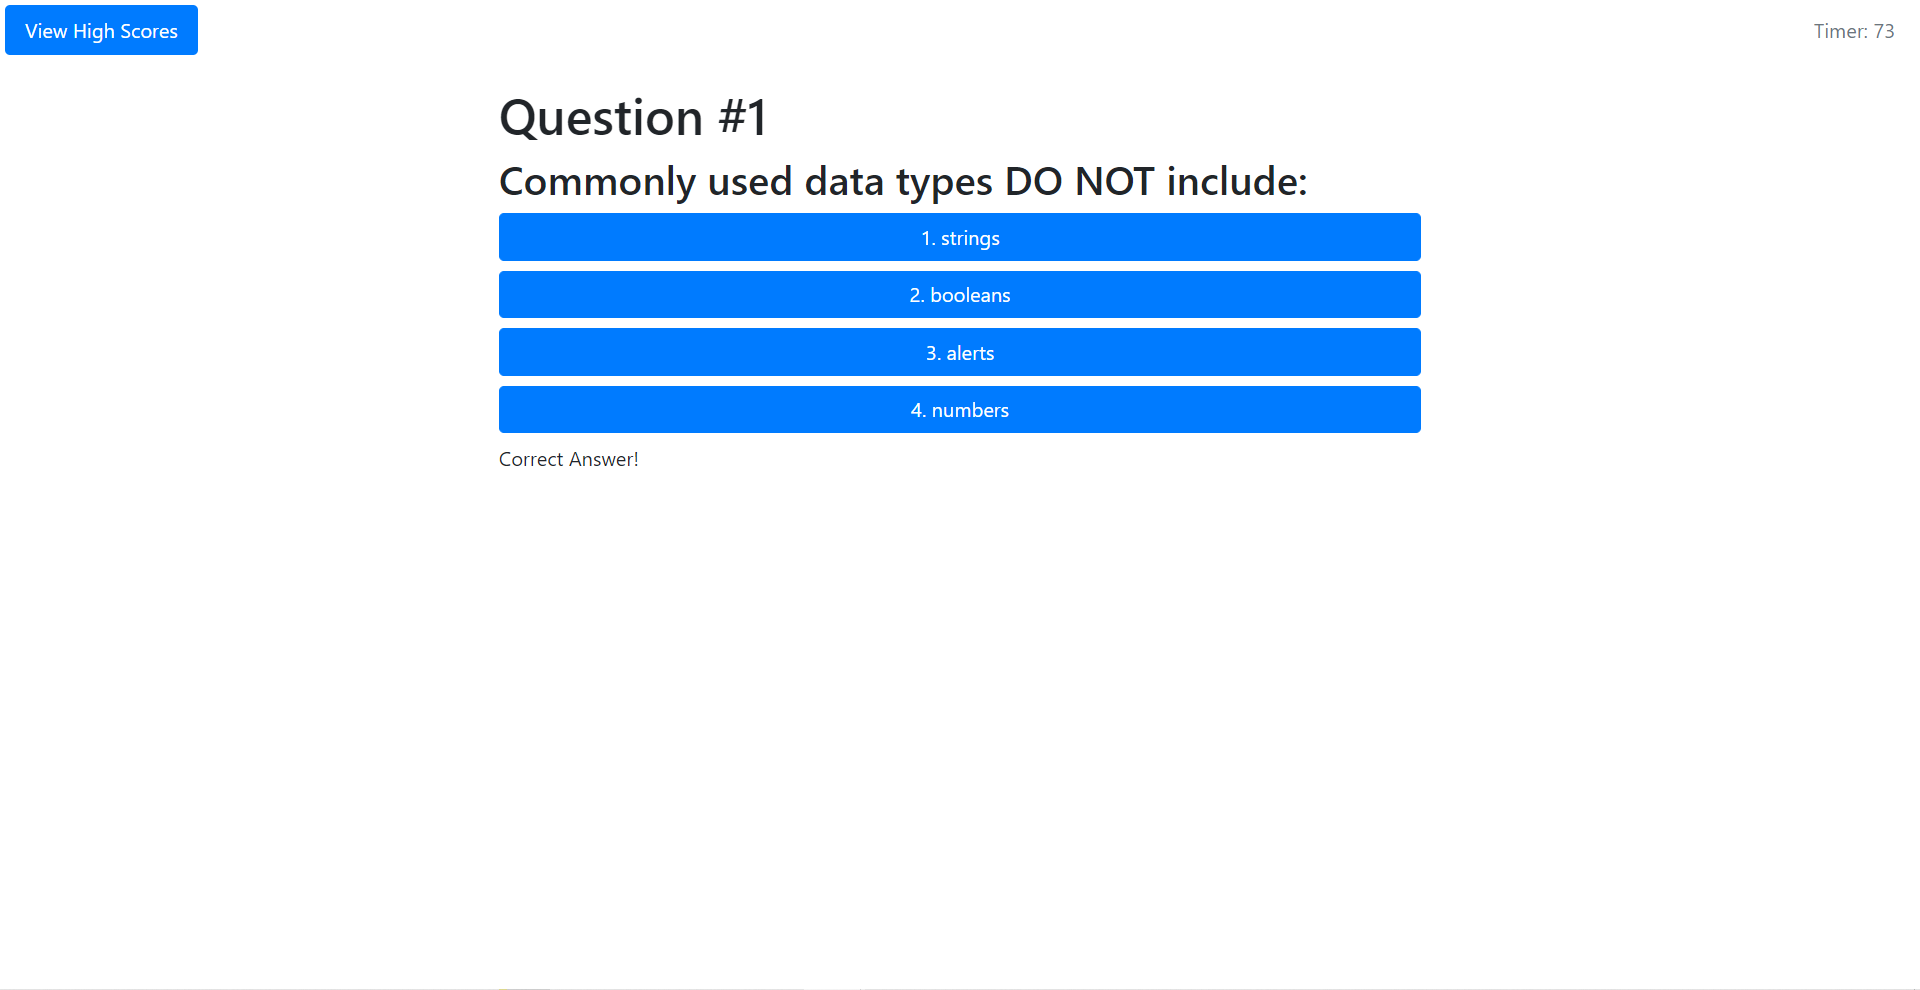 View High Scores
Timer: 73
Question #1
Commonly used data types DO NOT include:
1. strings
2. booleans
3. alerts
4. numbers
Correct Answer!